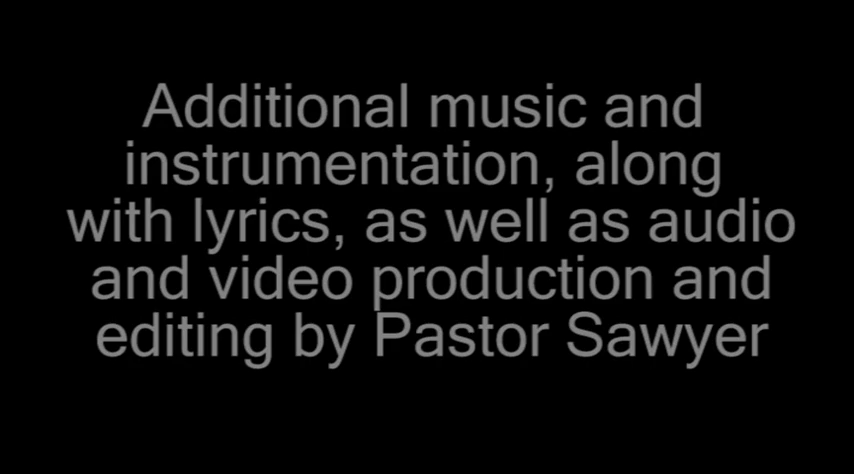 Additional music and
instrumentation, along
with lyrics, as well as audio
and video production and
editing by Pastor Sawyer